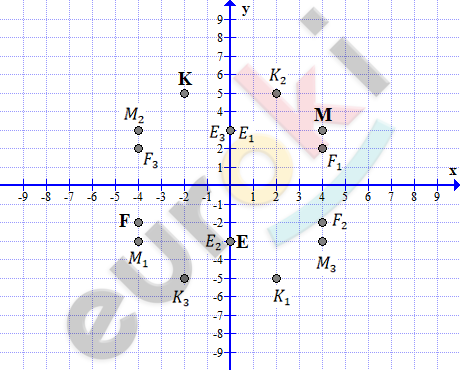 y
9
8
7
6
K K₂
5
4
M₂ M
3
E₃ E₁
2
F₃ F₁
1
x
-9 -8 -7 -6 -5 -4 -3 -2 -1 1 2 3 4 5 6 7 8 9
-1
F F₂
-2
E₂ E
-3
M₁ M₃
-4
-5
K₃ K₁
-6
-7
-8
-9
euroki